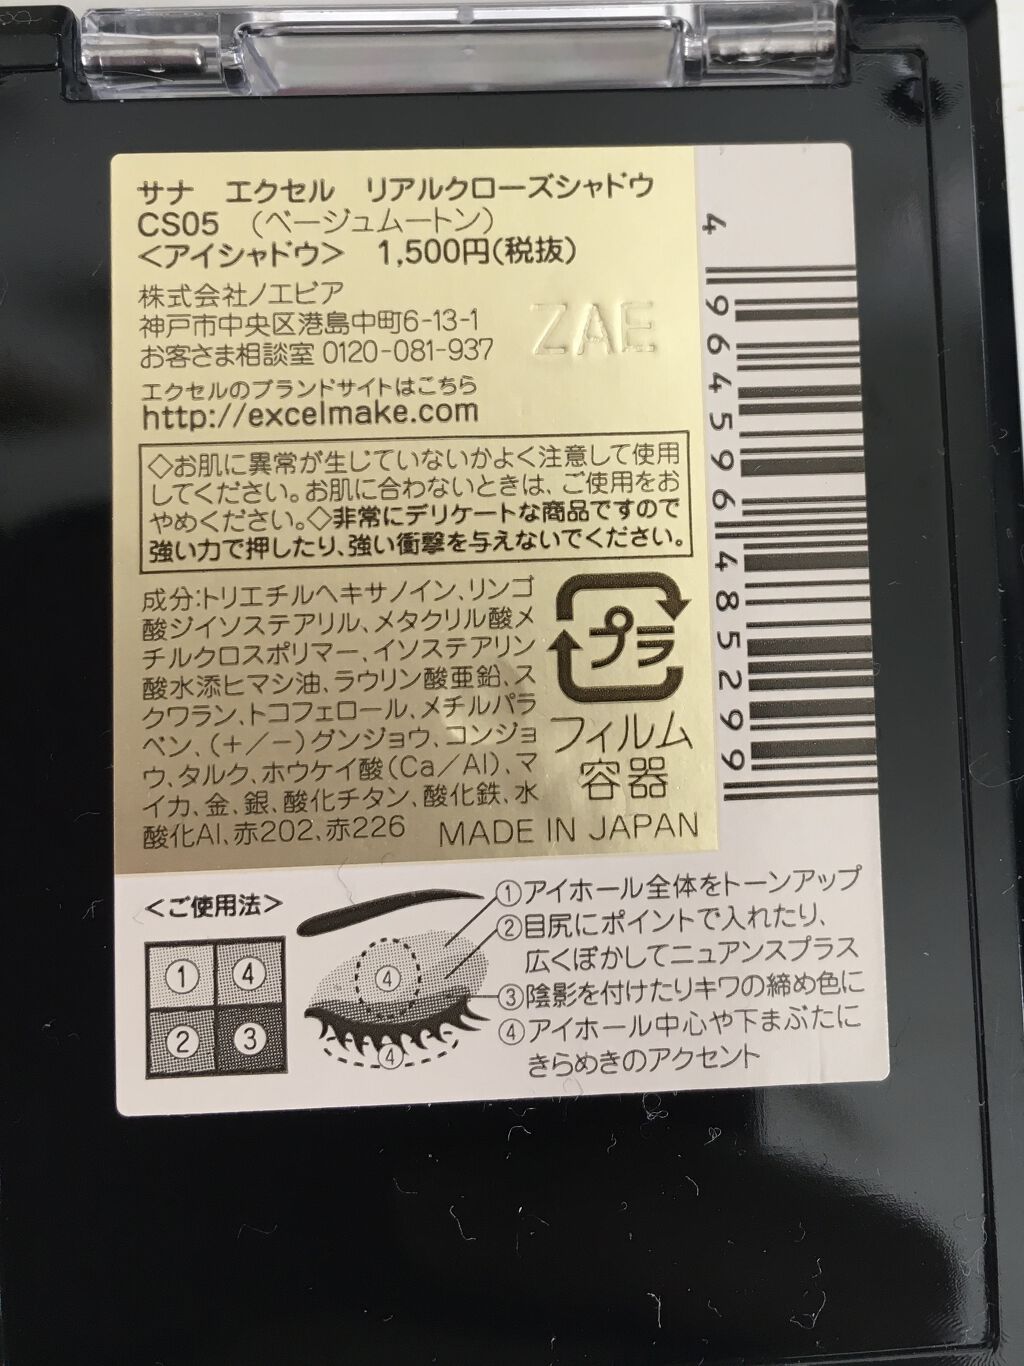 サナ エクセル リアルクローズシャドウ
CS05 (ベージュムートン)
<アイシャドウ> 1,500円(税抜)
株式会社ノエビア
神戸市中央区港島中町6-13-1
お客さま相談室 0120-081-937
ZAE
エクセルのブランドサイトはこちら
http://excelmake.com
◇お肌に異常が生じていないかよく注意して使用
してください。お肌に合わないときは、ご使用をお
やめください。◇非常にデリケートな商品ですので
強い力で押したり、強い衝撃を与えないでください。
成分:トリエチルヘキサノイン、リンゴ
酸ジイソステアリル、メタクリル酸メ
チルクロスポリマー、イソステアリン
酸水添ヒマシ油、ラウリン酸亜鉛、ス
クワラン、トコフェロール、メチルパラ
ベン、(+/-)グンジョウ、コンジョ
ウ、タルク、ホウケイ酸(Ca/Al)、マ
イカ、金、銀、酸化チタン、酸化鉄、水
酸化Al、赤202、赤226
プラ
フィルム
容器
MADE IN JAPAN
4 964596 485299
<ご使用法>
1 4
2 3
4
4
①アイホール全体をトーンアップ
②目尻にポイントで入れたり、
広くぼかしてニュアンスプラス
③陰影を付けたりキワの締め色に
④アイホール中心や下まぶたに
きらめきのアクセント